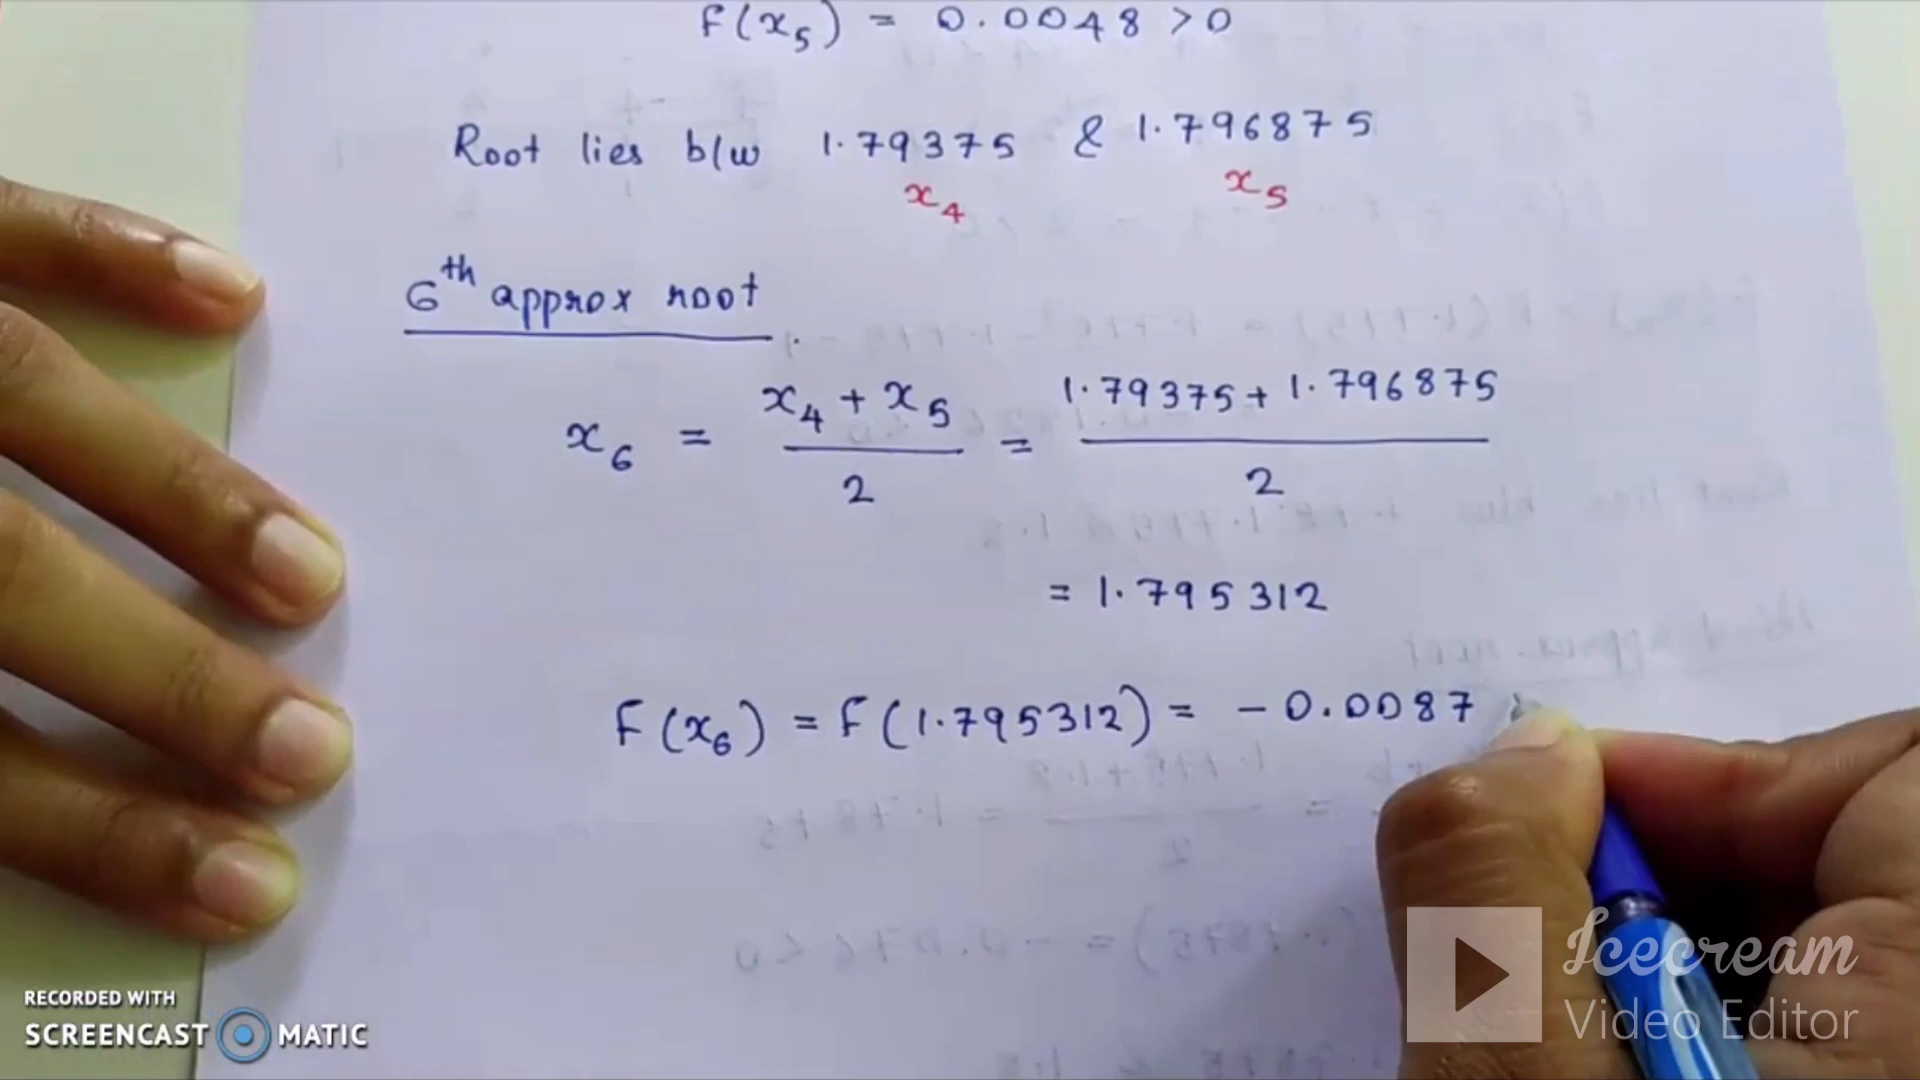 F(x₅) = 0.0048 > 0
Root lies b/w 1.79375 & 1.796875
x₄ x₅
6th approx root
x₆ = x₄ + x₅ / 2 = 1.79375 + 1.796875 / 2
= 1.795312
F(x₆) = F(1.795312) = -0.0087
RECORDED WITH
SCREENCAST MATIC
Icecream
Video Editor